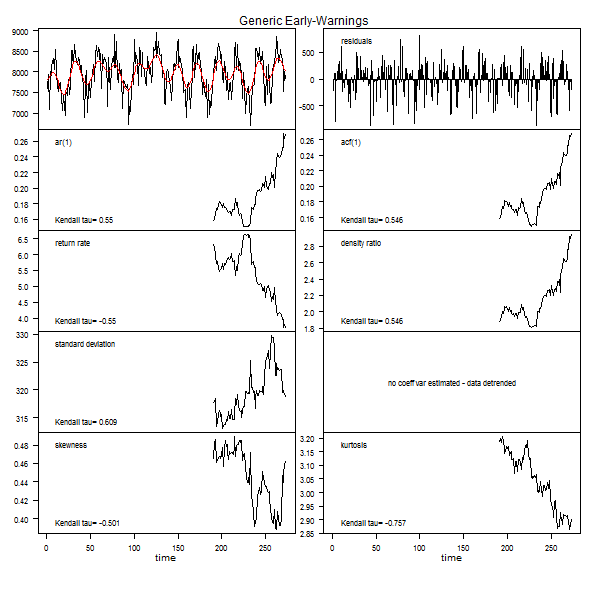 Generic Early-Warnings
9000
8500
8000
7500
7000
residuals
500
0
-500
ar(1)
0.26
0.24
0.22
0.20
0.18
0.16
Kendall tau= 0.55
acf(1)
0.26
0.24
0.22
0.20
0.18
0.16
Kendall tau= 0.546
return rate
6.5
6.0
5.5
5.0
4.5
4.0
Kendall tau= -0.55
density ratio
2.8
2.6
2.4
2.2
2.0
1.8
Kendall tau= 0.546
330
standard deviation
325
320
315
Kendall tau= 0.609
no coeff var estimated - data detrended
skewness
0.48
0.46
0.44
0.42
0.40
Kendall tau= -0.501
0 50 100 150 200 250
time
3.20
kurtosis
3.15
3.10
3.05
3.00
2.95
2.90
Kendall tau= -0.757
2.85
0 50 100 150 200 250
time